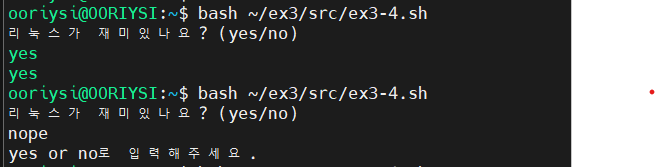 ooriysi@OORIYSI:~$ bash ~/ex3/src/ex3-4.sh
리눅스가 재미있나요? (yes/no)
yes
yes
ooriysi@OORIYSI:~$ bash ~/ex3/src/ex3-4.sh
리눅스가 재미있나요? (yes/no)
nope
yes or no로 입력해주세요.